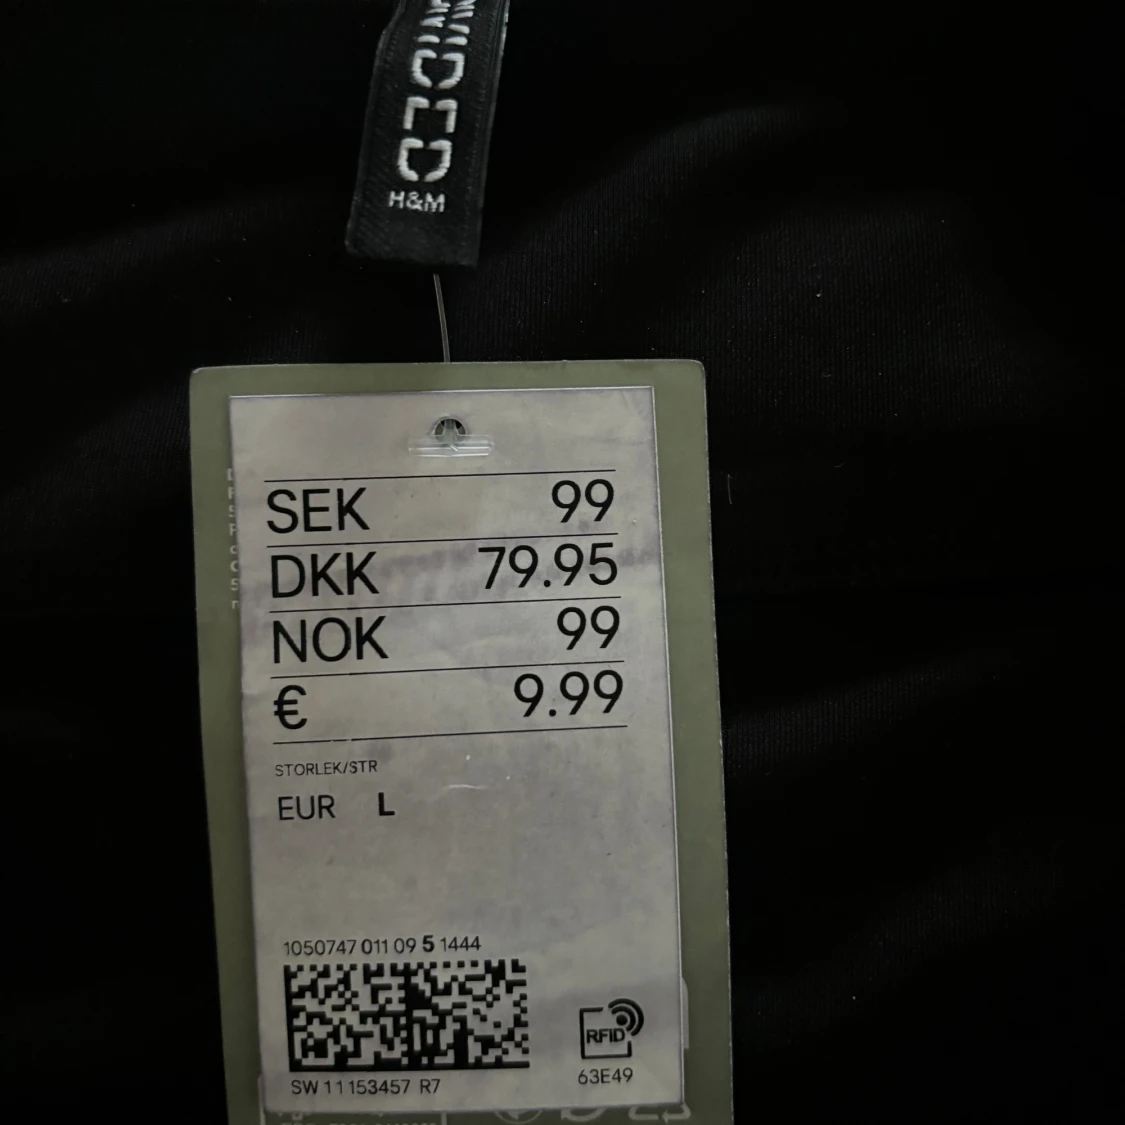 DIVIDED
H&M
SEK 99
DKK 79.95
NOK 99
€ 9.99
STORLEK/STR
EUR L
1050747 011 09 5 1444
RFID
SW 11153457 R7
63E49